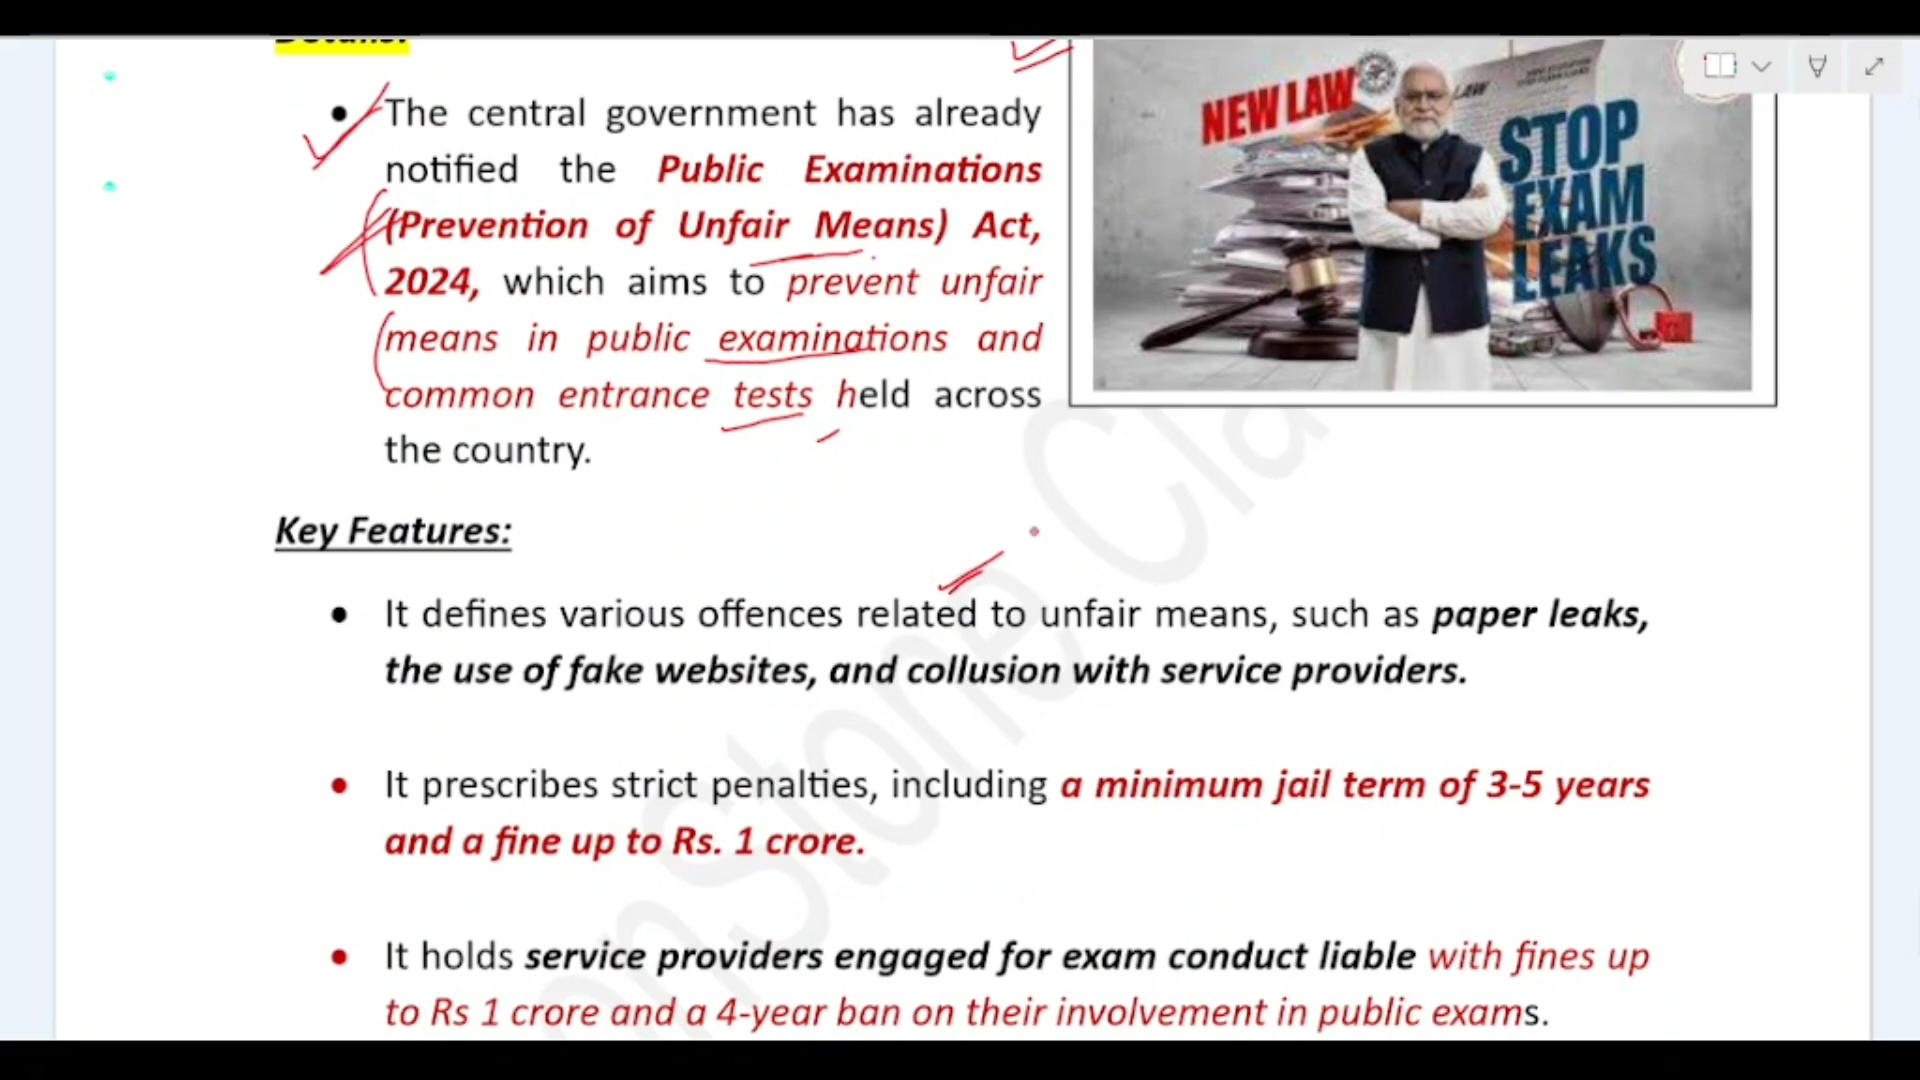 Details:
• The central government has already
notified the Public Examinations
(Prevention of Unfair Means) Act,
2024, which aims to prevent unfair
means in public examinations and
common entrance tests held across
the country.
NEW LAW
LAW
STOP
EXAM
LEAKS
Key Features:
• It defines various offences related to unfair means, such as paper leaks,
the use of fake websites, and collusion with service providers.
• It prescribes strict penalties, including a minimum jail term of 3-5 years
and a fine up to Rs. 1 crore.
• It holds service providers engaged for exam conduct liable with fines up
to Rs 1 crore and a 4-year ban on their involvement in public exams.